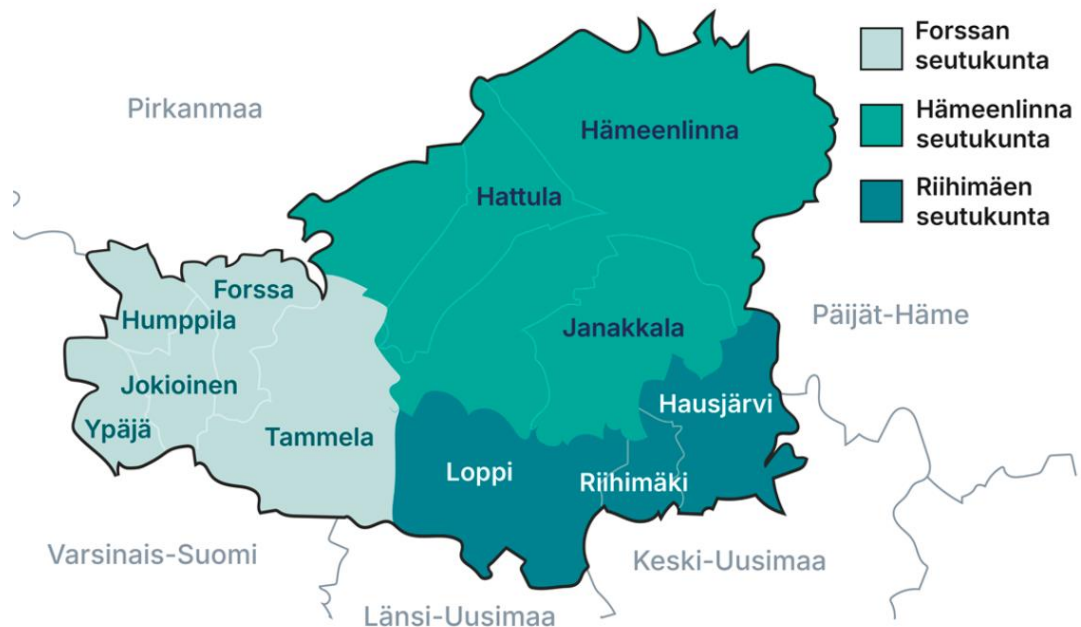 Forssan
seutukunta
Pirkanmaa
Hämeenlinna
seutukunta
Hämeenlinna
Riihimäen
seutukunta
Hattula
Forssa
Humppila
Janakkala
Päijät-Häme
Jokioinen
Hausjärvi
Ypäjä
Tammela
Loppi
Riihimäki
Varsinais-Suomi
Keski-Uusimaa
Länsi-Uusimaa